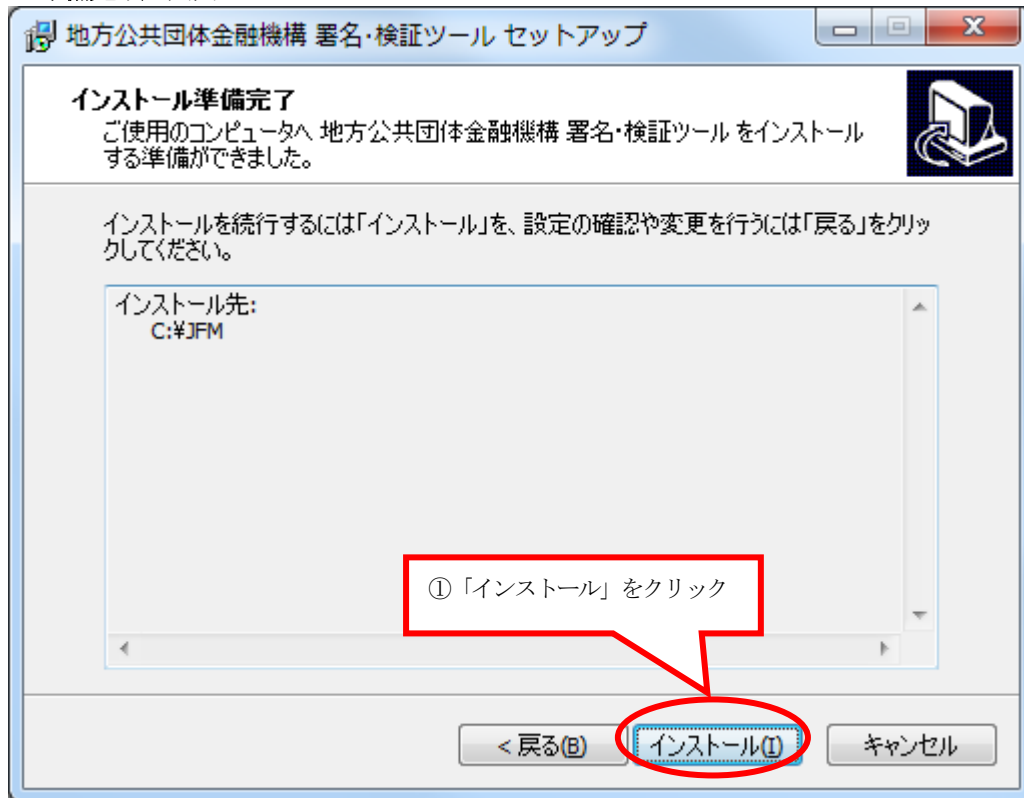 地方公共団体金融機構 署名・検証ツール セットアップ
インストール準備完了
ご使用のコンピュータへ 地方公共団体金融機構 署名・検証ツール をインストール
する準備ができました。
インストールを続行するには「インストール」を、設定の確認や変更を行うには「戻る」をクリッ
クしてください。
インストール先:
C:¥JFM
①「インストール」をクリック
< 戻る(B)
インストール(I)
キャンセル